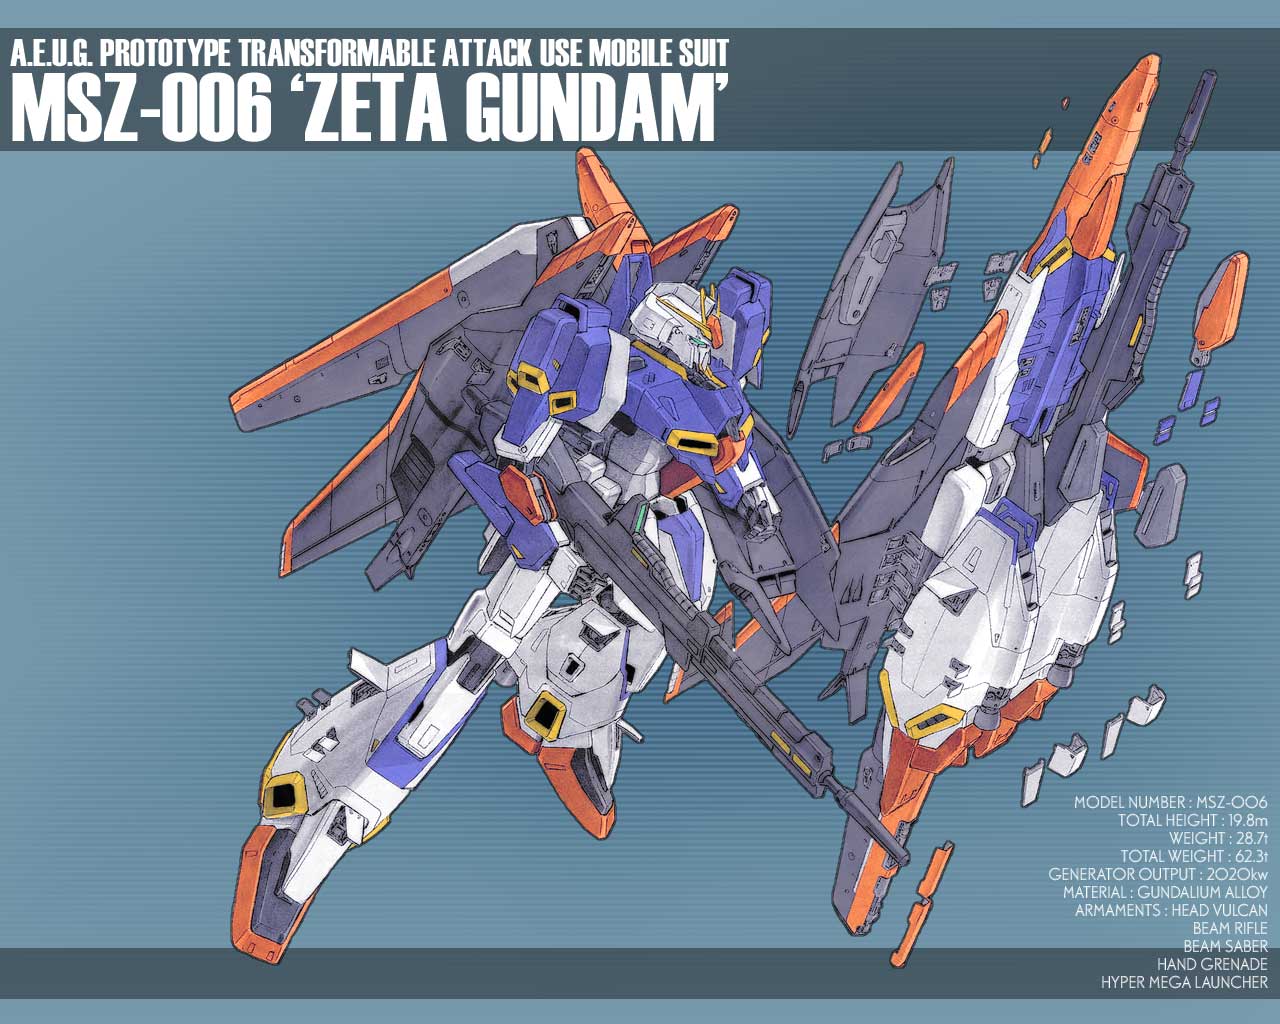 A.E.U.G. PROTOTYPE TRANSFORMABLE ATTACK USE MOBILE SUIT
MSZ-006 ‘ZETA GUNDAM’
MODEL NUMBER : MSZ-006
TOTAL HEIGHT : 19.8m
WEIGHT : 28.7t
TOTAL WEIGHT : 62.3t
GENERATOR OUTPUT : 2020kw
MATERIAL : GUNDALIUM ALLOY
ARMAMENTS : HEAD VULCAN
BEAM RIFLE
BEAM SABER
HAND GRENADE
HYPER MEGA LAUNCHER